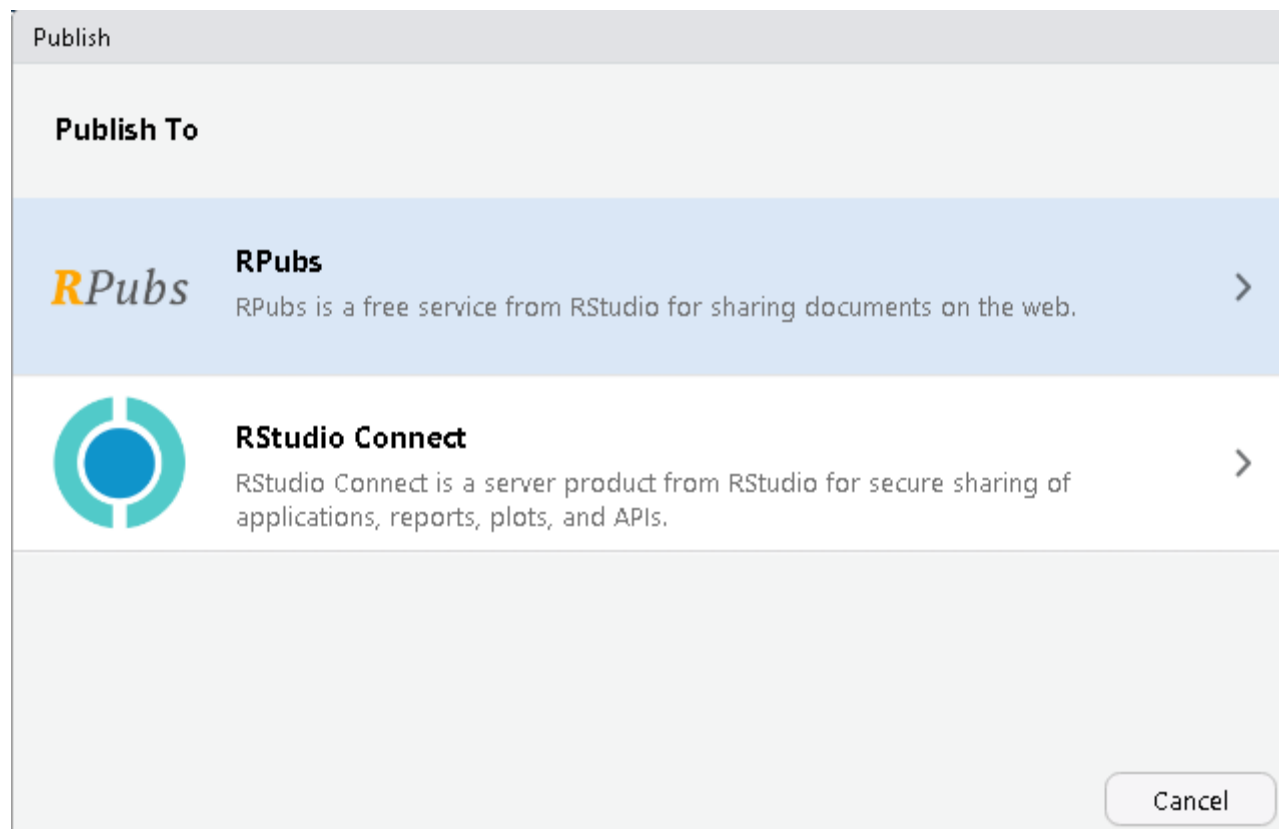 Publish
Publish To
RPubs
RPubs
RPubs is a free service from RStudio for sharing documents on the web.
RStudio Connect
RStudio Connect is a server product from RStudio for secure sharing of
applications, reports, plots, and APIs.
Cancel